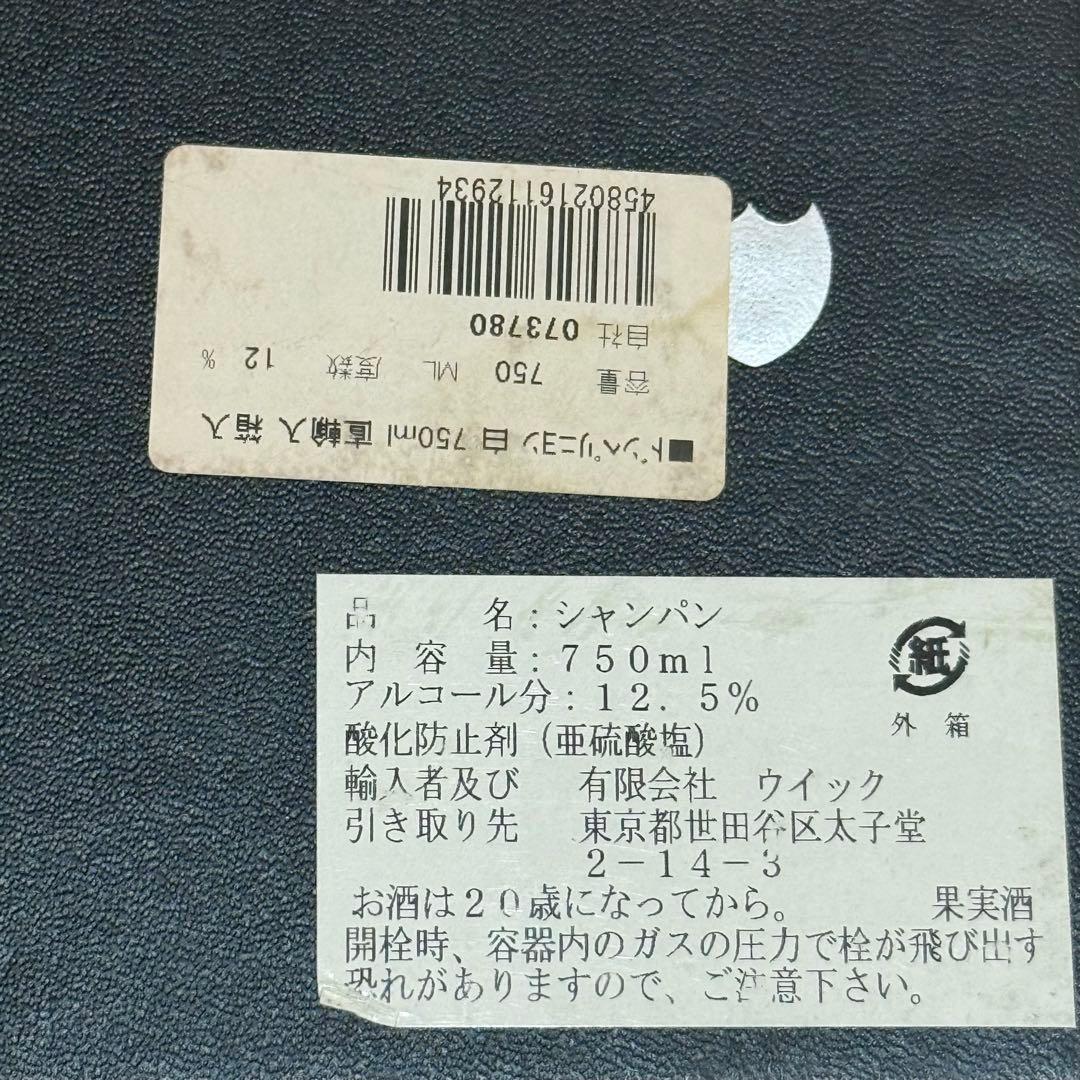 ■ドンペリニヨン 白 750ml 直輸入 箱入
容量 750 ML 度数 12 %
自社 073780
4580216112934
品 名：シャンパン
内 容 量：７５０ｍｌ
アルコール分：１２．５％
酸化防止剤（亜硫酸塩）
輸入者及び 有限会社 ウイック
引き取り先 東京都世田谷区太子堂
２－１４－３
お酒は２０歳になってから。 果実酒
開栓時、容器内のガスの圧力で栓が飛び出す
恐れがありますので、ご注意下さい。
紙
外 箱